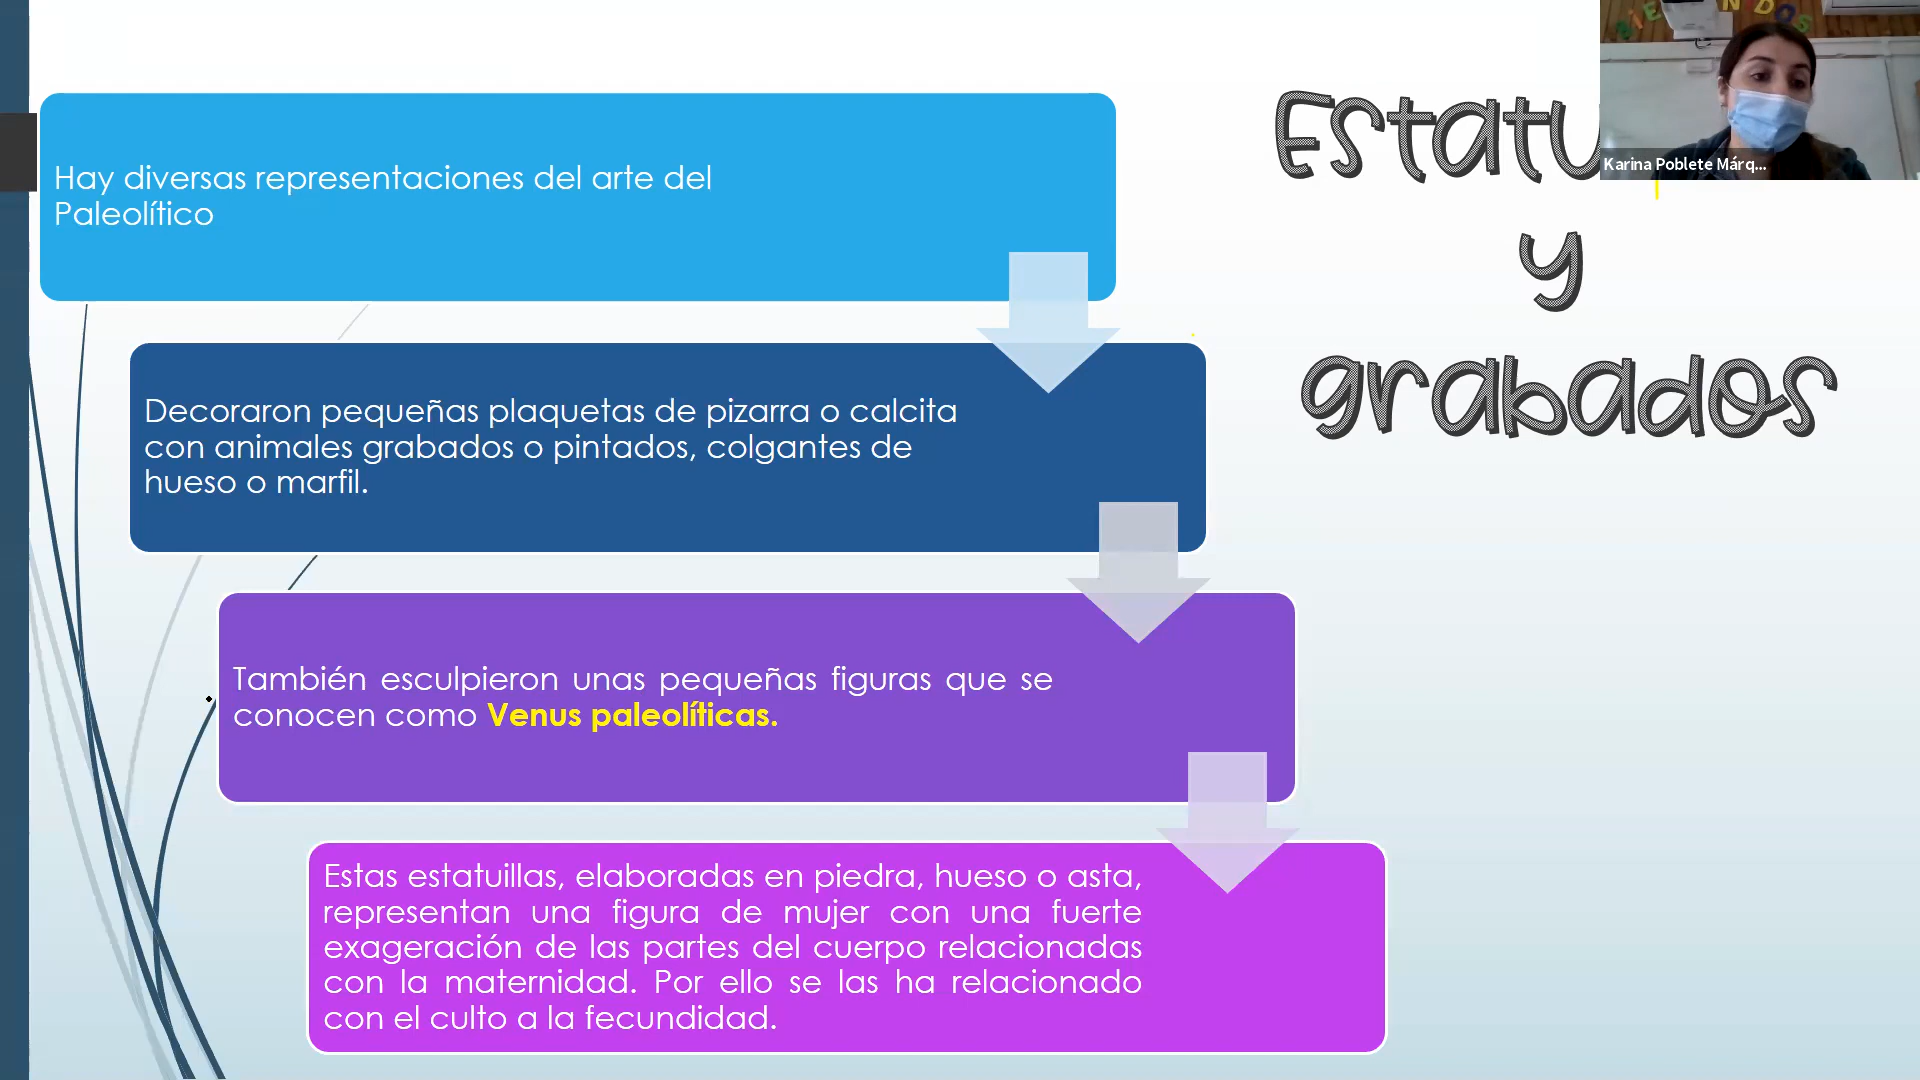 Hay diversas representaciones del arte del
Paleolítico
Decoraron pequeñas plaquetas de pizarra o calcita
con animales grabados o pintados, colgantes de
hueso o marfil.
También esculpieron unas pequeñas figuras que se
conocen como Venus paleolíticas.
Estas estatuillas, elaboradas en piedra, hueso o asta,
representan una figura de mujer con una fuerte
exageración de las partes del cuerpo relacionadas
con la maternidad. Por ello se las ha relacionado
con el culto a la fecundidad.
y
grabados
Karina Poblete Márq...